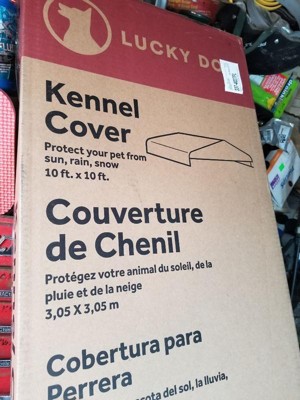 LUCKY DO
Kennel
Cover
Protect your pet from
sun, rain, snow
10 ft. x 10 ft.
Couverture
de Chenil
Protégez votre animal du soleil, de la
pluie et de la neige
3,05 X 3,05 m
Cobertura para
Perrera
ota del sol, la lluvia,